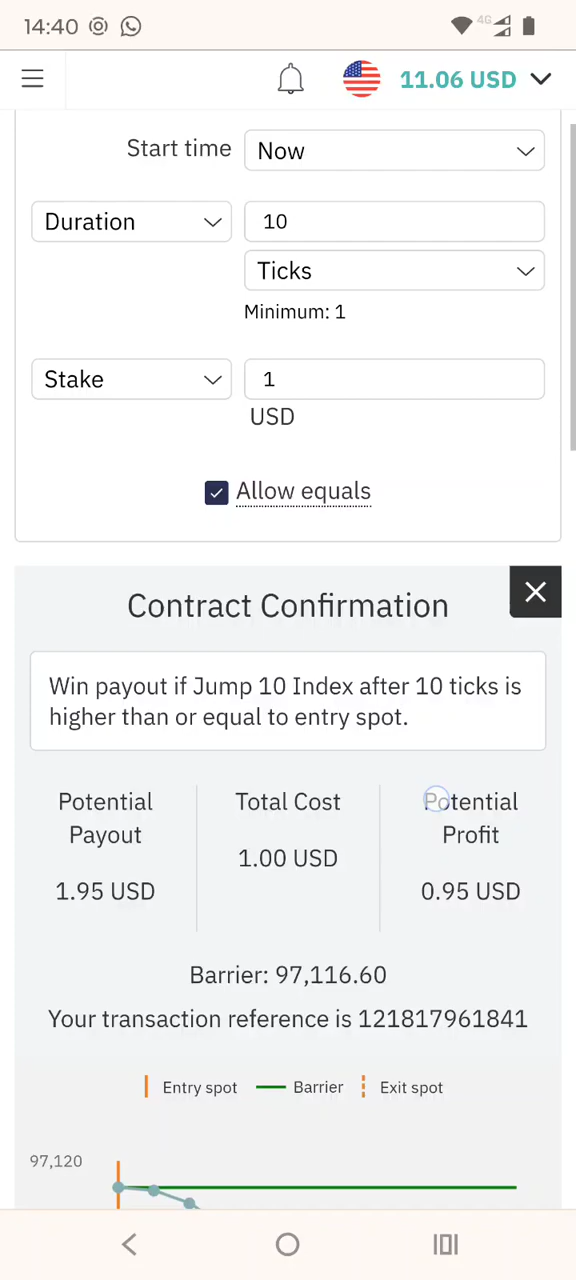 14:40
4G
11.06 USD
Start time
Now
Duration
10
Ticks
Minimum: 1
Stake
1
USD
Allow equals
Contract Confirmation
Win payout if Jump 10 Index after 10 ticks is
higher than or equal to entry spot.
Potential
Payout
1.95 USD
Total Cost
1.00 USD
Potential
Profit
0.95 USD
Barrier: 97,116.60
Your transaction reference is 121817961841
Entry spot
Barrier
Exit spot
97,120